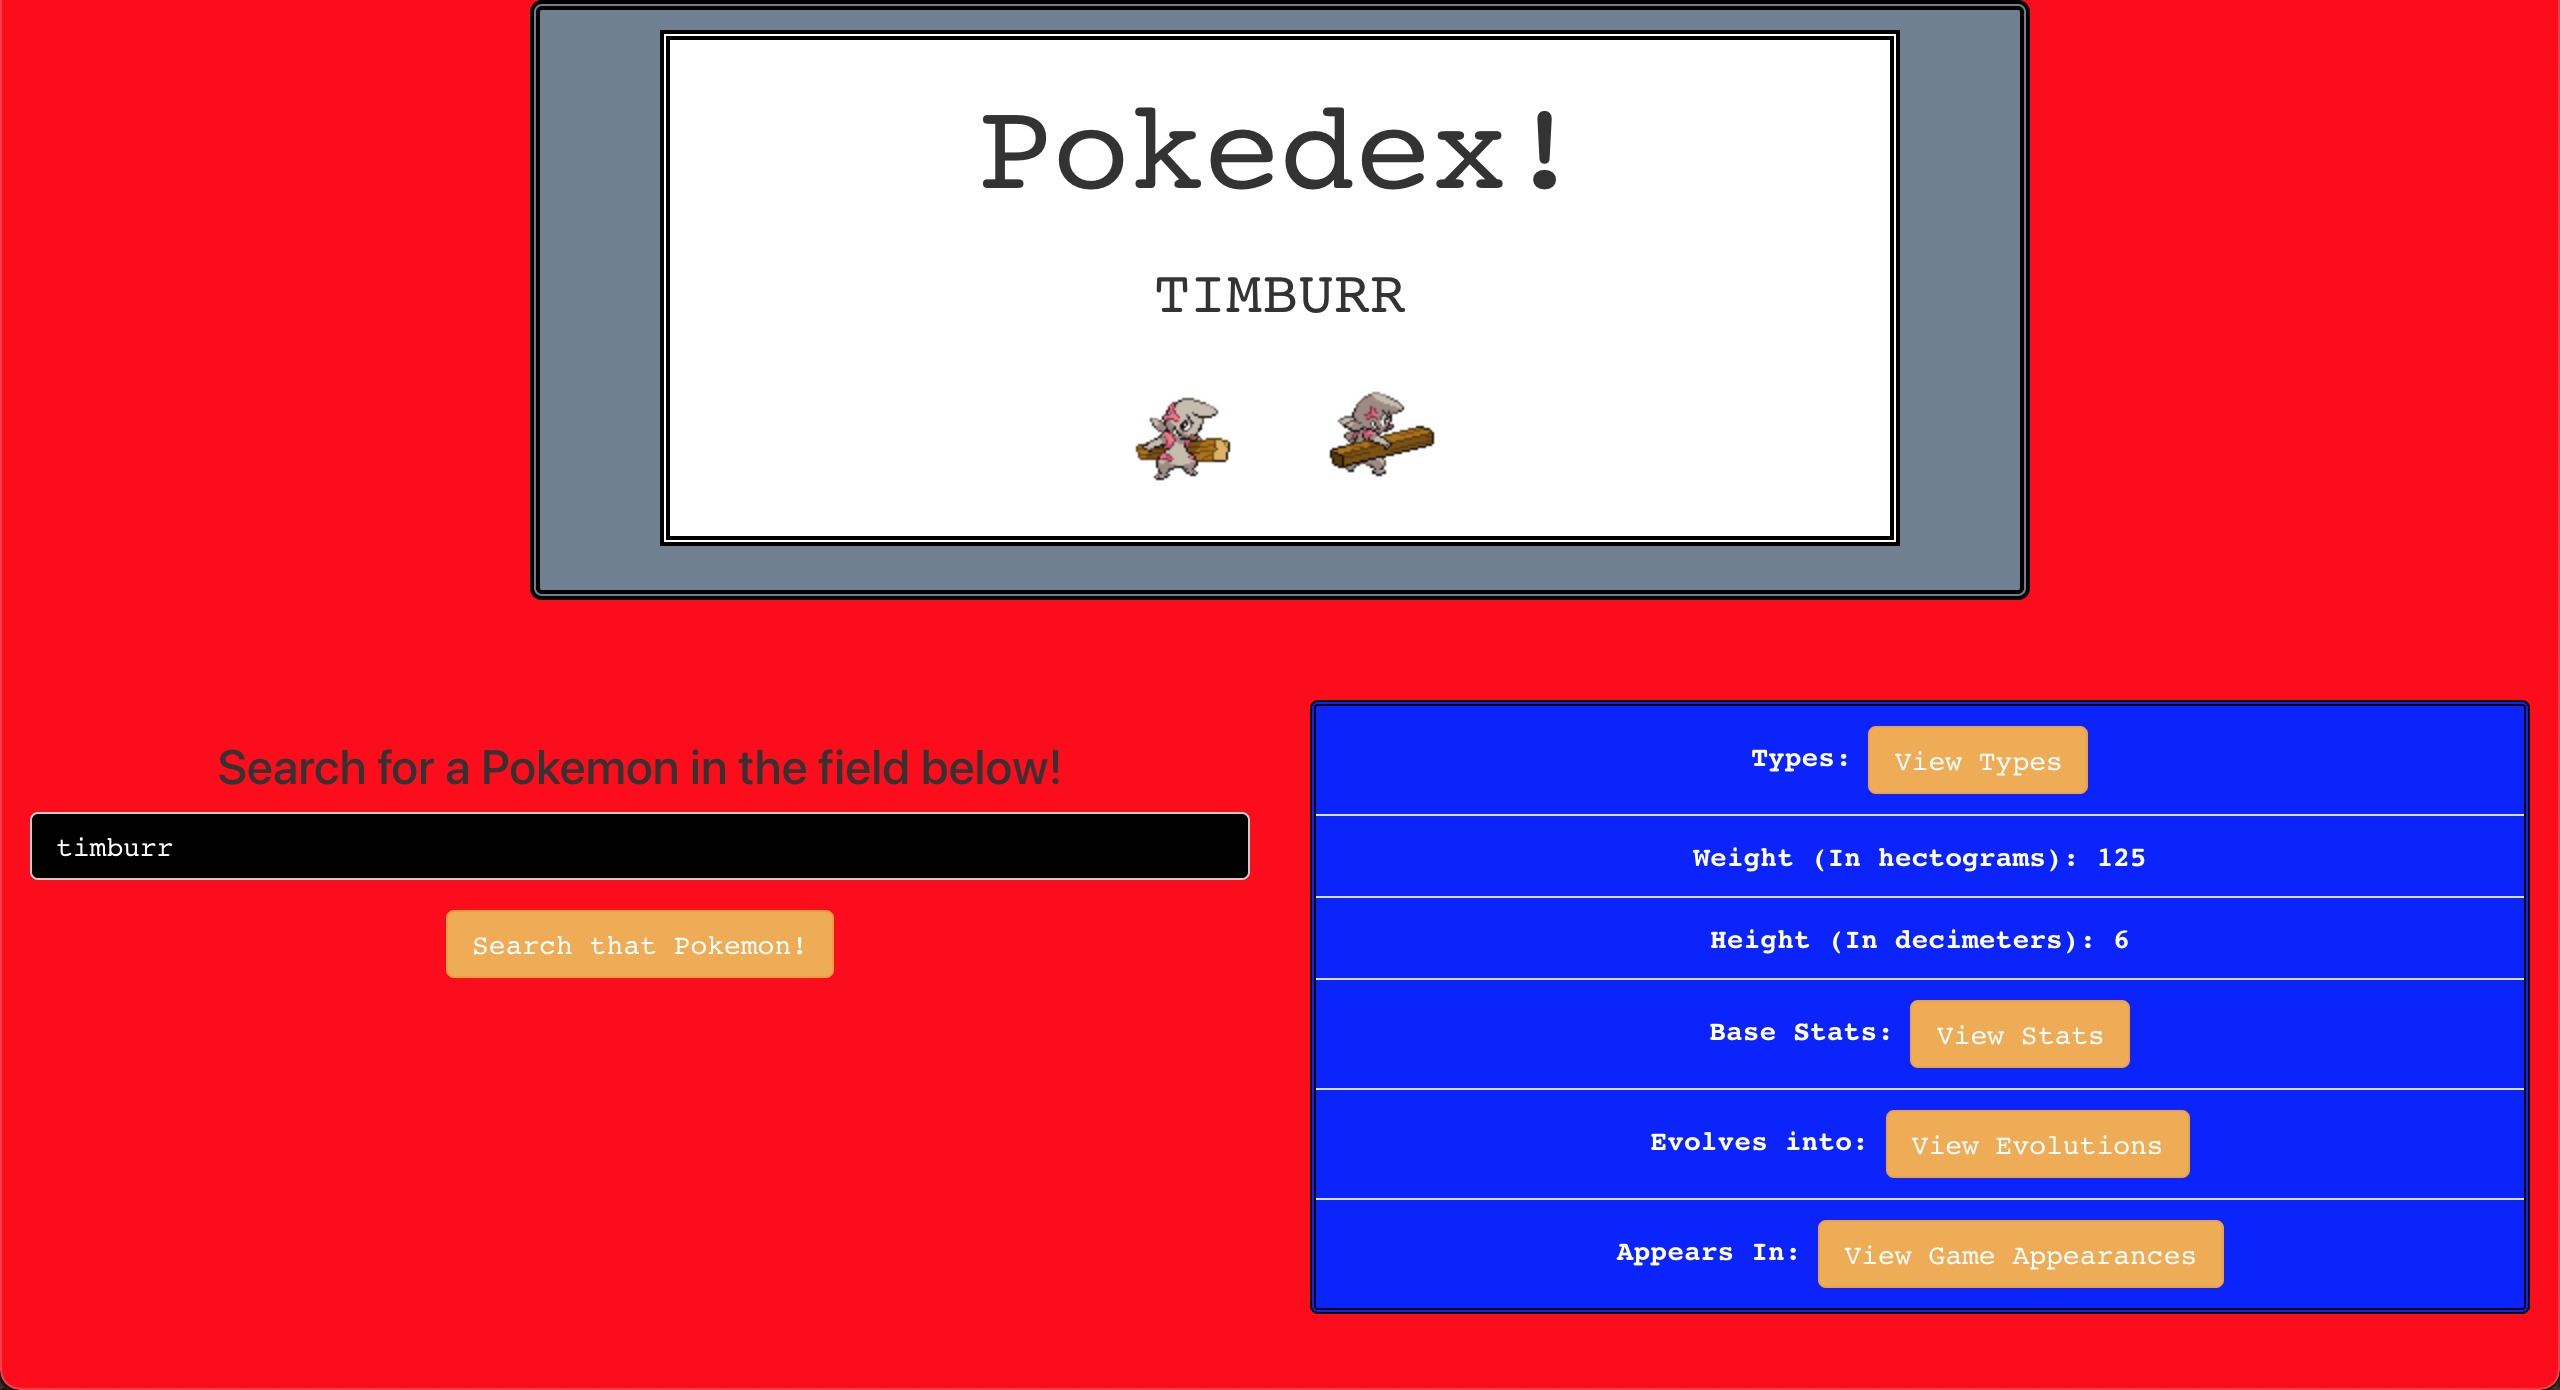 Pokedex!
TIMBURR
Search for a Pokemon in the field below!
timburr
Search that Pokemon!
Types: View Types
Weight (In hectograms): 125
Height (In decimeters): 6
Base Stats: View Stats
Evolves into: View Evolutions
Appears In: View Game Appearances